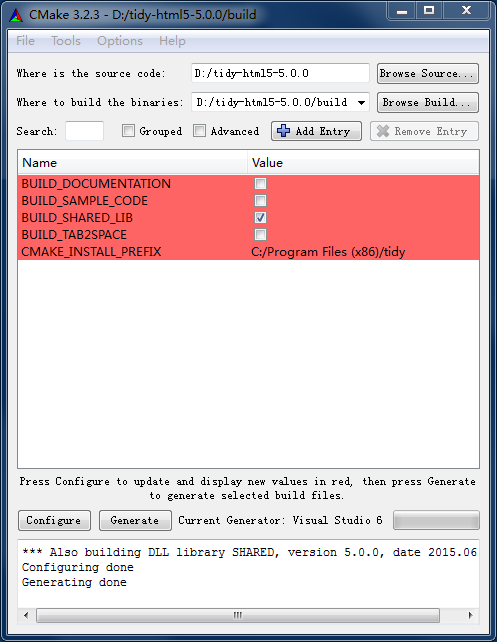 CMake 3.2.3 - D:/tidy-html5-5.0.0/build
File Tools Options Help
Where is the source code: D:/tidy-html5-5.0.0 Browse Source...
Where to build the binaries: D:/tidy-html5-5.0.0/build Browse Build...
Search: Grouped Advanced Add Entry Remove Entry
Name Value
BUILD_DOCUMENTATION
BUILD_SAMPLE_CODE
BUILD_SHARED_LIB
BUILD_TAB2SPACE
CMAKE_INSTALL_PREFIX C:/Program Files (x86)/tidy
Press Configure to update and display new values in red, then press Generate
to generate selected build files.
Configure Generate Current Generator: Visual Studio 6
*** Also building DLL library SHARED, version 5.0.0, date 2015.06
Configuring done
Generating done